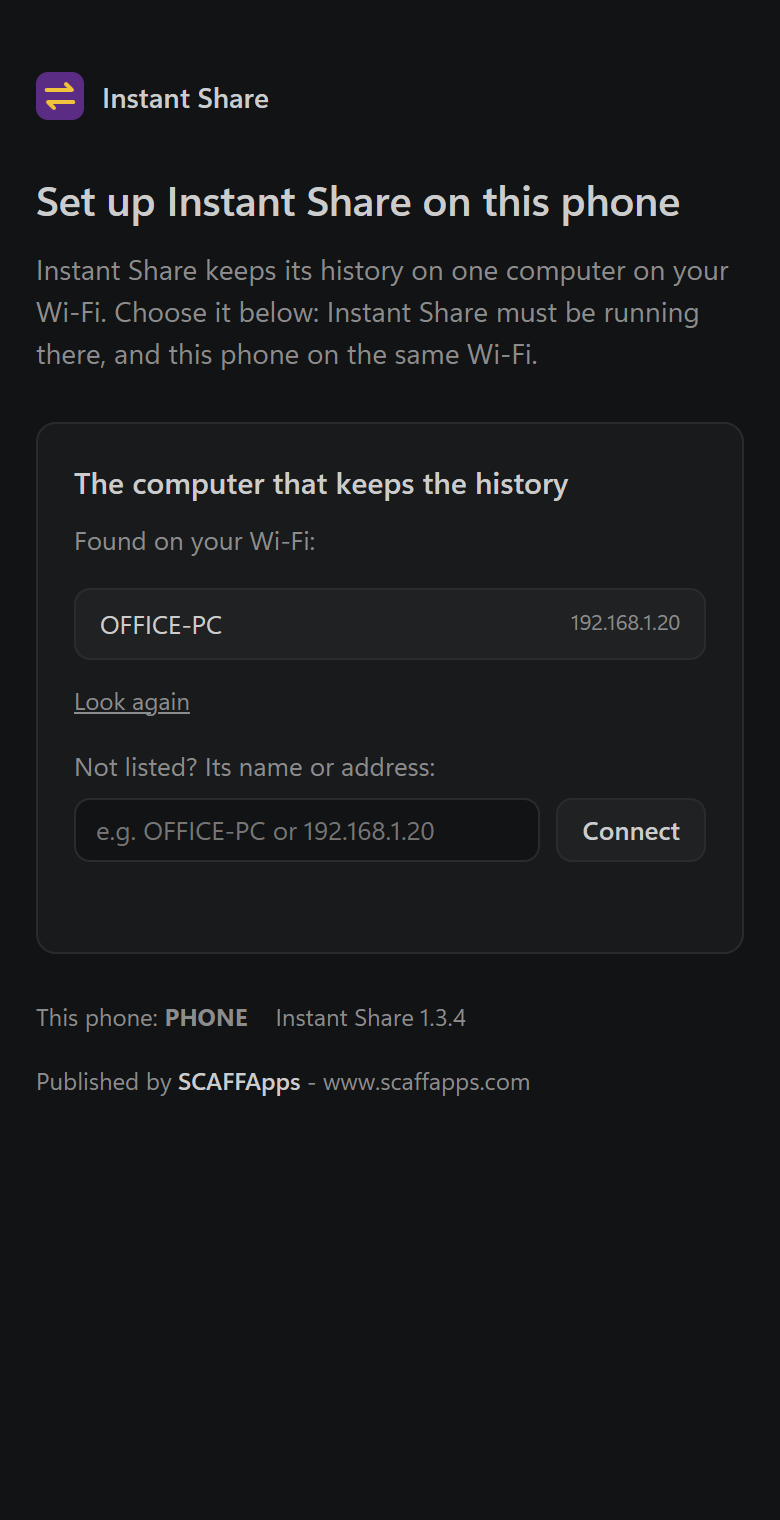 Instant Share
Set up Instant Share on this phone
Instant Share keeps its history on one computer on your
Wi-Fi. Choose it below: Instant Share must be running
there, and this phone on the same Wi-Fi.
The computer that keeps the history
Found on your Wi-Fi:
OFFICE-PC 192.168.1.20
Look again
Not listed? Its name or address:
e.g. OFFICE-PC or 192.168.1.20 Connect
This phone: PHONE Instant Share 1.3.4
Published by SCAFFApps - www.scaffapps.com